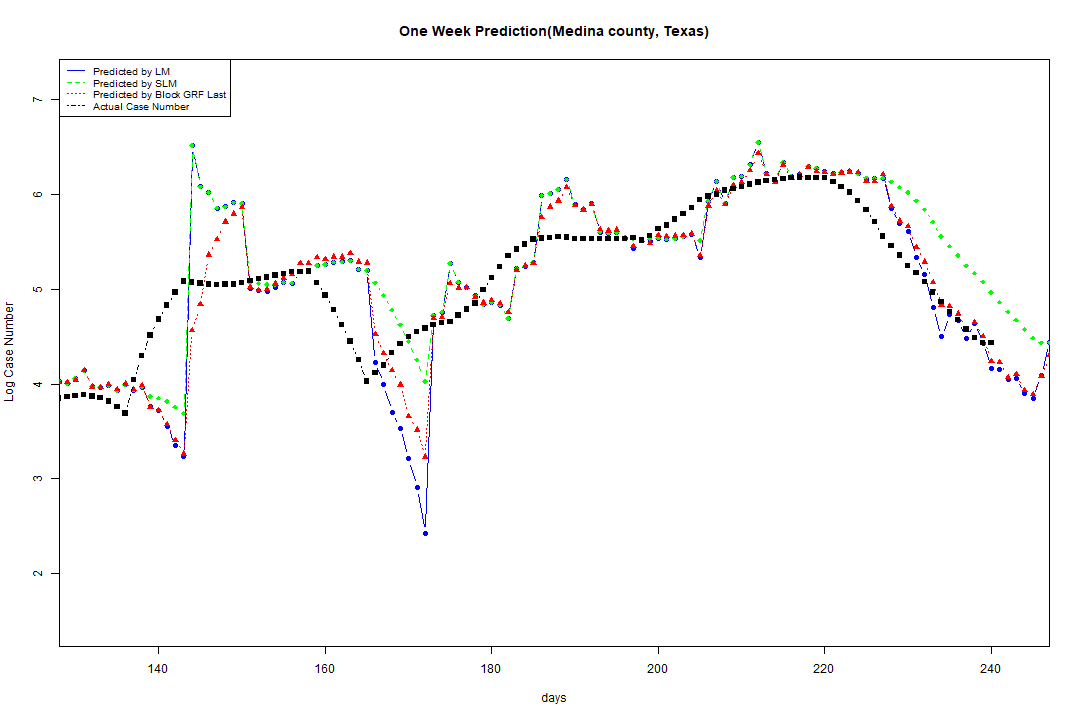 One Week Prediction(Medina county, Texas)
Predicted by LM
Predicted by SLM
Predicted by Block GRF Last
Actual Case Number
7
6
5
4
3
2
Log Case Number
140 160 180 200 220 240
days